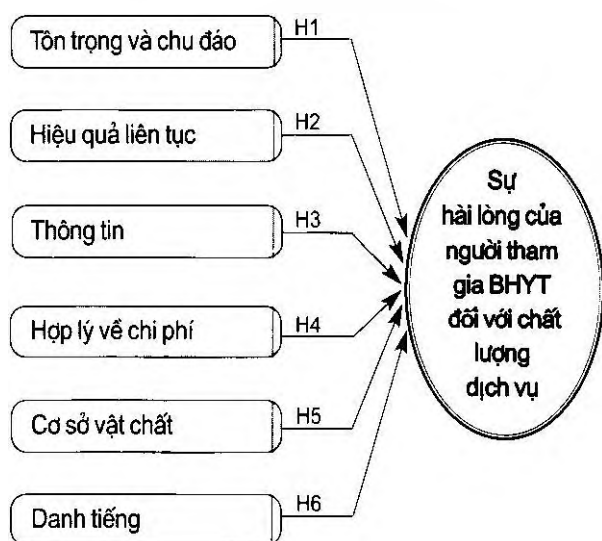 Tôn trọng và chu đáo
H1
Hiệu quả liên tục
H2
Thông tin
H3
Hợp lý về chi phí
H4
Cơ sở vật chất
H5
Danh tiếng
H6
Sự
hài lòng của
người tham
gia BHYT
đối với chất
lượng
dịch vụ